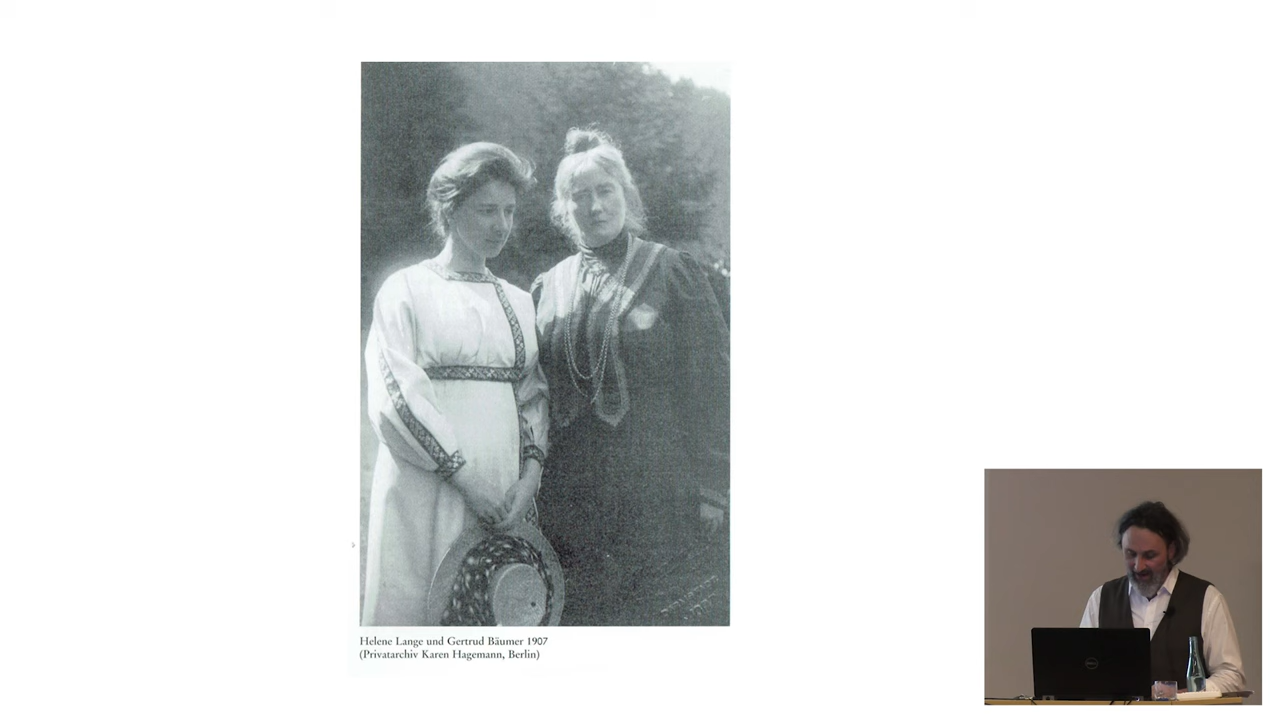 Helene Lange und Gertrud Bäumer 1907
(Privatarchiv Karen Hagemann, Berlin)